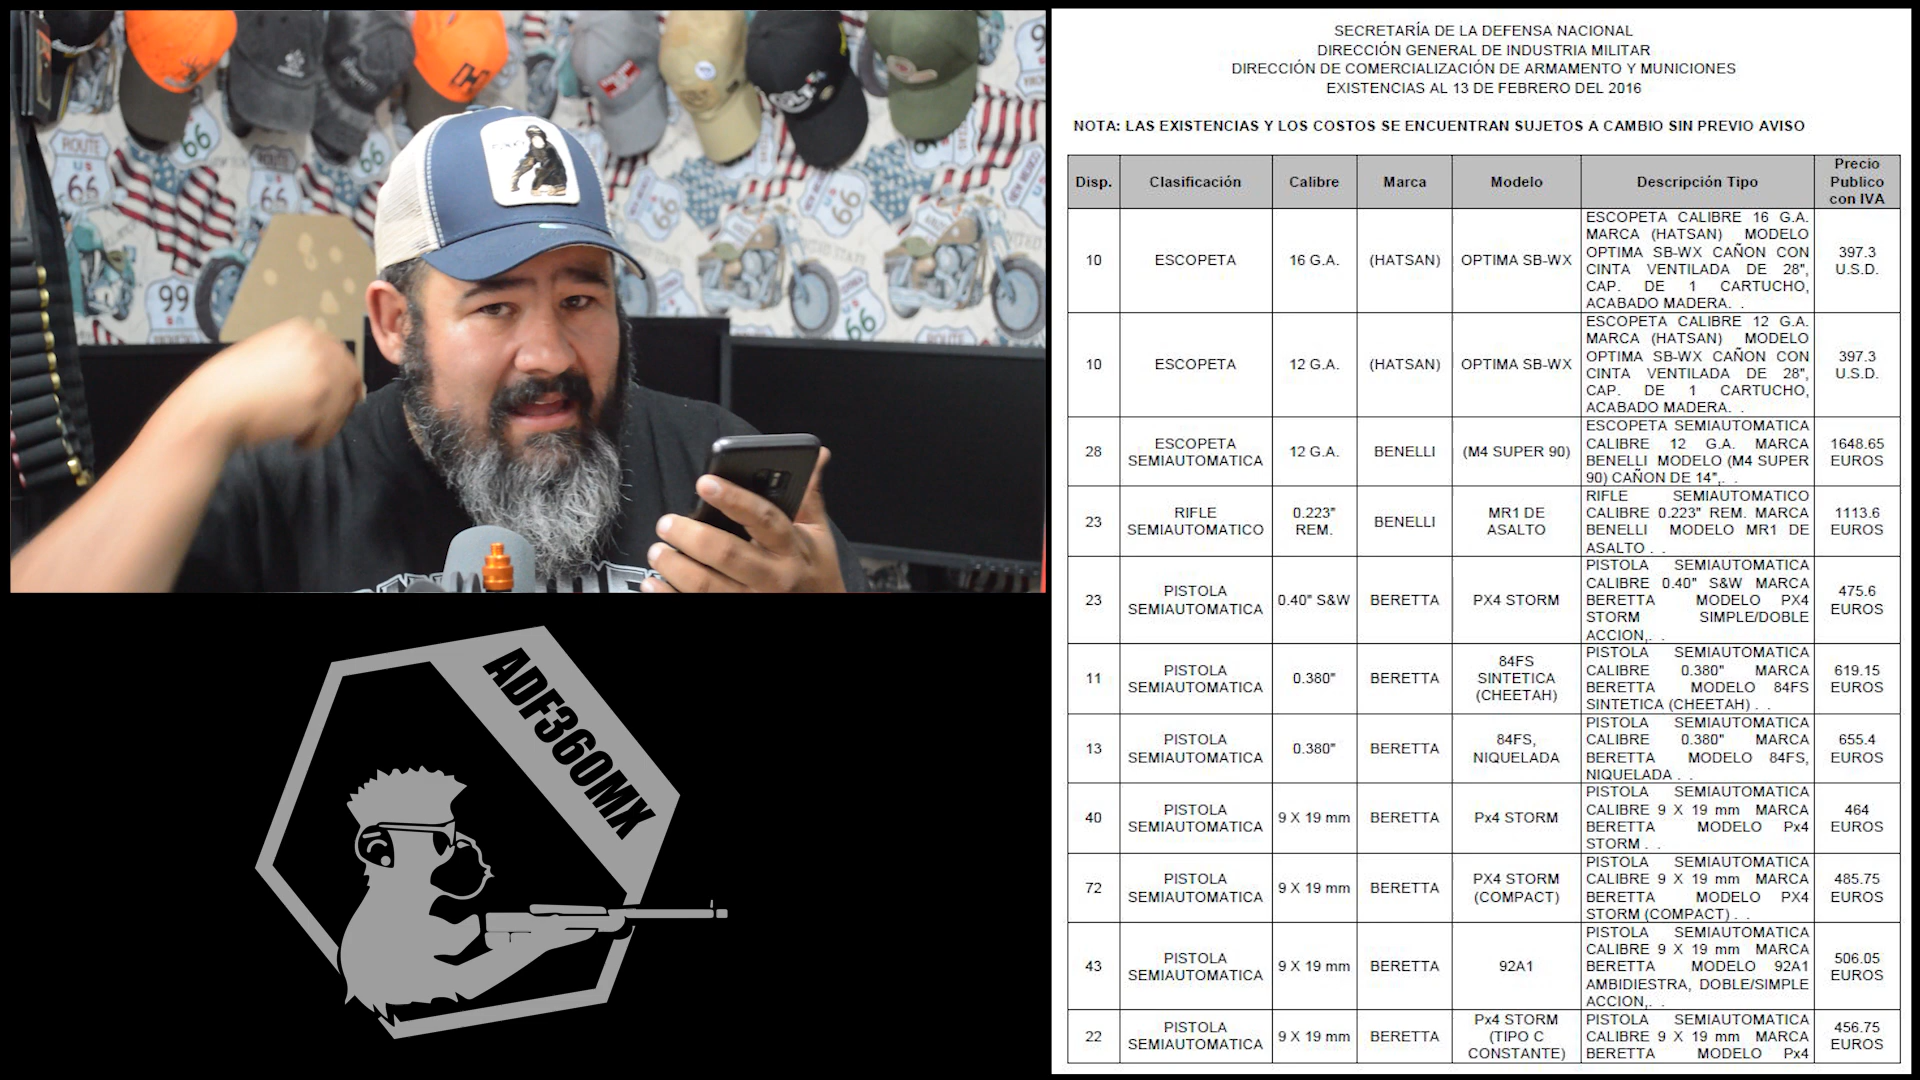 ROUTE
US
66
99
66
66
ADF360MX
SECRETARÍA DE LA DEFENSA NACIONAL
DIRECCIÓN GENERAL DE INDUSTRIA MILITAR
DIRECCIÓN DE COMERCIALIZACIÓN DE ARMAMENTO Y MUNICIONES
EXISTENCIAS AL 13 DE FEBRERO DEL 2016
NOTA: LAS EXISTENCIAS Y LOS COSTOS SE ENCUENTRAN SUJETOS A CAMBIO SIN PREVIO AVISO
Disp. Clasificación Calibre Marca Modelo Descripción Tipo Precio
Publico
con IVA
10 ESCOPETA 16 G.A. (HATSAN) OPTIMA SB-WX
ESCOPETA CALIBRE 16 G.A.
MARCA (HATSAN) MODELO
OPTIMA SB-WX CAÑON CON
CINTA VENTILADA DE 28",
CAP. DE 1 CARTUCHO,
ACABADO MADERA. .
397.3
U.S.D.
10 ESCOPETA 12 G.A. (HATSAN) OPTIMA SB-WX
ESCOPETA CALIBRE 12 G.A.
MARCA (HATSAN) MODELO
OPTIMA SB-WX CAÑON CON
CINTA VENTILADA DE 28",
CAP. DE 1 CARTUCHO,
ACABADO MADERA. .
397.3
U.S.D.
28 ESCOPETA
SEMIAUTOMATICA
12 G.A. BENELLI (M4 SUPER 90)
ESCOPETA SEMIAUTOMATICA
CALIBRE 12 G.A. MARCA
BENELLI MODELO (M4 SUPER
90) CAÑON DE 14",. .
1648.65
EUROS
23 RIFLE
SEMIAUTOMATICO
0.223"
REM.
BENELLI
MR1 DE
ASALTO
RIFLE SEMIAUTOMATICO
CALIBRE 0.223" REM. MARCA
BENELLI MODELO MR1 DE
ASALTO . .
1113.6
EUROS
23 PISTOLA
SEMIAUTOMATICA
0.40" S&W BERETTA PX4 STORM
PISTOLA SEMIAUTOMATICA
CALIBRE 0.40" S&W MARCA
BERETTA MODELO PX4
STORM SIMPLE/DOBLE
ACCION,. .
475.6
EUROS
11 PISTOLA
SEMIAUTOMATICA
0.380" BERETTA
84FS
SINTETICA
(CHEETAH)
PISTOLA SEMIAUTOMATICA
CALIBRE 0.380" MARCA
BERETTA MODELO 84FS
SINTETICA (CHEETAH) . .
619.15
EUROS
13 PISTOLA
SEMIAUTOMATICA
0.380" BERETTA
84FS,
NIQUELADA
PISTOLA SEMIAUTOMATICA
CALIBRE 0.380" MARCA
BERETTA MODELO 84FS,
NIQUELADA . .
655.4
EUROS
40 PISTOLA
SEMIAUTOMATICA
9 X 19 mm BERETTA Px4 STORM
PISTOLA SEMIAUTOMATICA
CALIBRE 9 X 19 mm MARCA
BERETTA MODELO Px4
STORM . .
464
EUROS
72 PISTOLA
SEMIAUTOMATICA
9 X 19 mm BERETTA
PX4 STORM
(COMPACT)
PISTOLA SEMIAUTOMATICA
CALIBRE 9 X 19 mm MARCA
BERETTA MODELO PX4
STORM (COMPACT) . .
485.75
EUROS
43 PISTOLA
SEMIAUTOMATICA
9 X 19 mm BERETTA 92A1
PISTOLA SEMIAUTOMATICA
CALIBRE 9 X 19 mm MARCA
BERETTA MODELO 92A1
AMBIDIESTRA, DOBLE/SIMPLE
ACCION,. .
506.05
EUROS
22 PISTOLA
SEMIAUTOMATICA
9 X 19 mm BERETTA
Px4 STORM
(TIPO C
CONSTANTE)
PISTOLA SEMIAUTOMATICA
CALIBRE 9 X 19 mm MARCA
BERETTA MODELO Px4
456.75
EUROS